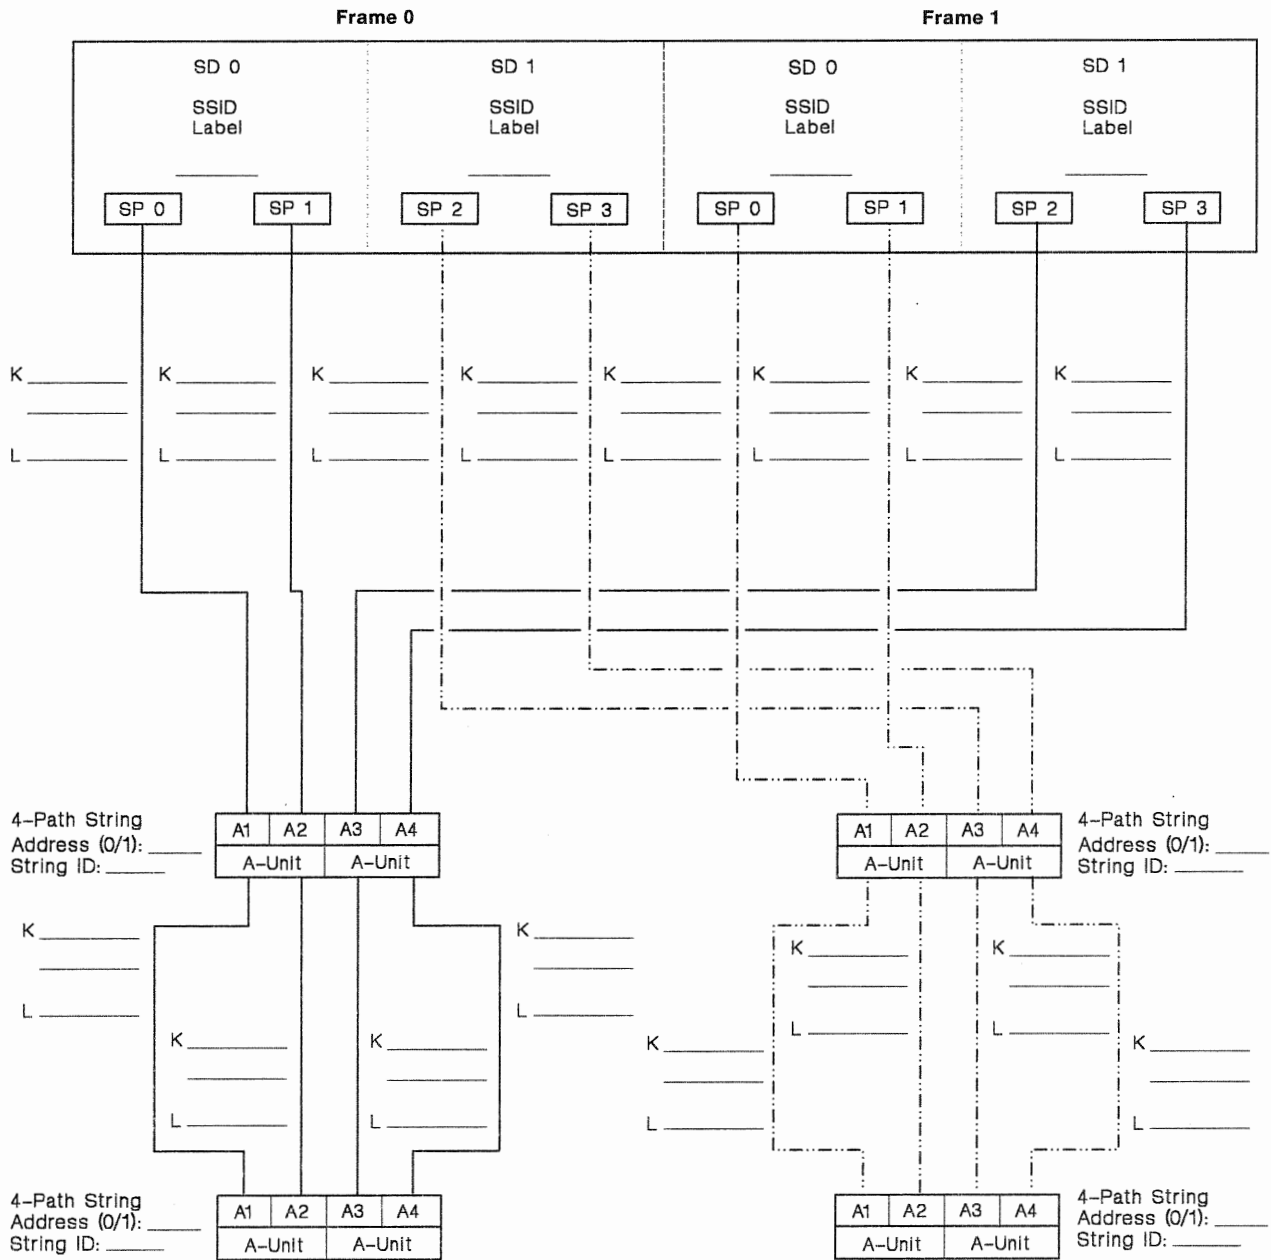 Frame 0 Frame 1
SD 0 SD 1 SD 0 SD 1
SSID SSID SSID SSID
Label Label Label Label
SP 0 SP 1 SP 2 SP 3 SP 0 SP 1 SP 2 SP 3
K K K K K K K K
L L L L L L L L
4-Path String
Address (0/1):
String ID:
A1 A2 A3 A4
A-Unit A-Unit
A1 A2 A3 A4
A-Unit A-Unit
4-Path String
Address (0/1):
String ID:
K K
L L
K K
L L
K K
L L
K K
L L
4-Path String
Address (0/1):
String ID:
A1 A2 A3 A4
A-Unit A-Unit
A1 A2 A3 A4
A-Unit A-Unit
4-Path String
Address (0/1):
String ID: